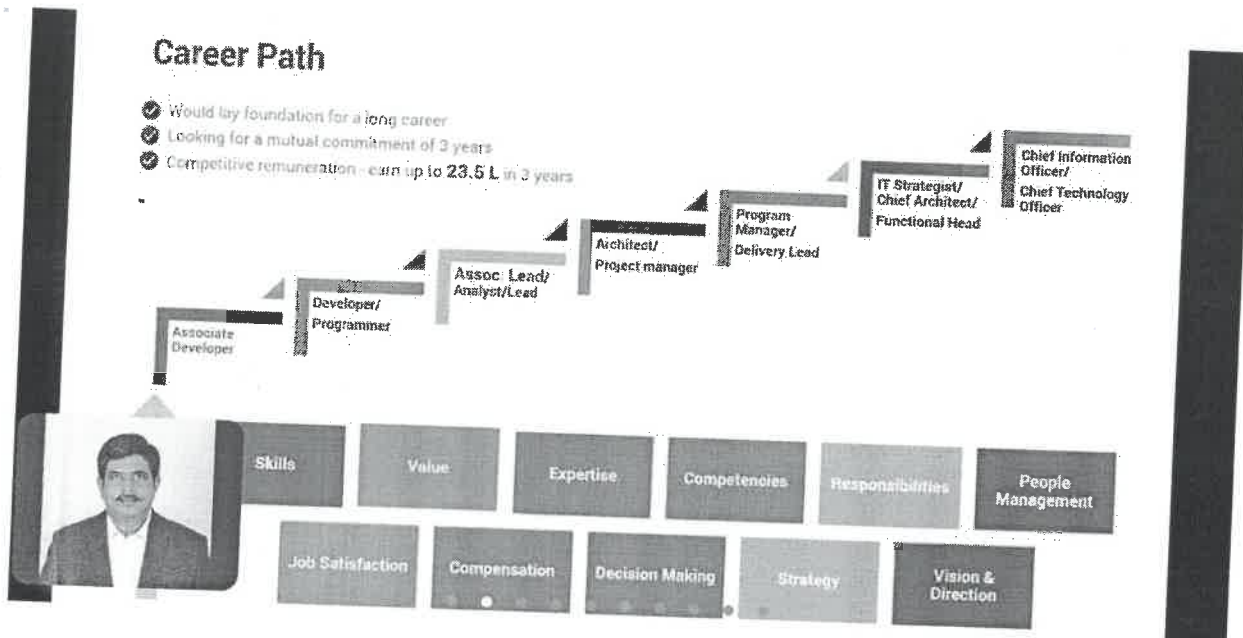 Career Path
Would lay foundation for a long career
Looking for a mutual commitment of 3 years
Competitive remuneration - earn up to 23.5 L in 3 years
Associate
Developer
Developer/
Programmer
Assoc. Lead/
Analyst/Lead
Architect/
Project manager
Program
Manager/
Delivery Lead
IT Strategist/
Chief Architect/
Functional Head
Chief Information
Officer/
Chief Technology
Officer
Skills
Value
Expertise
Competencies
Responsibilities
People
Management
Job Satisfaction
Compensation
Decision Making
Strategy
Vision &
Direction